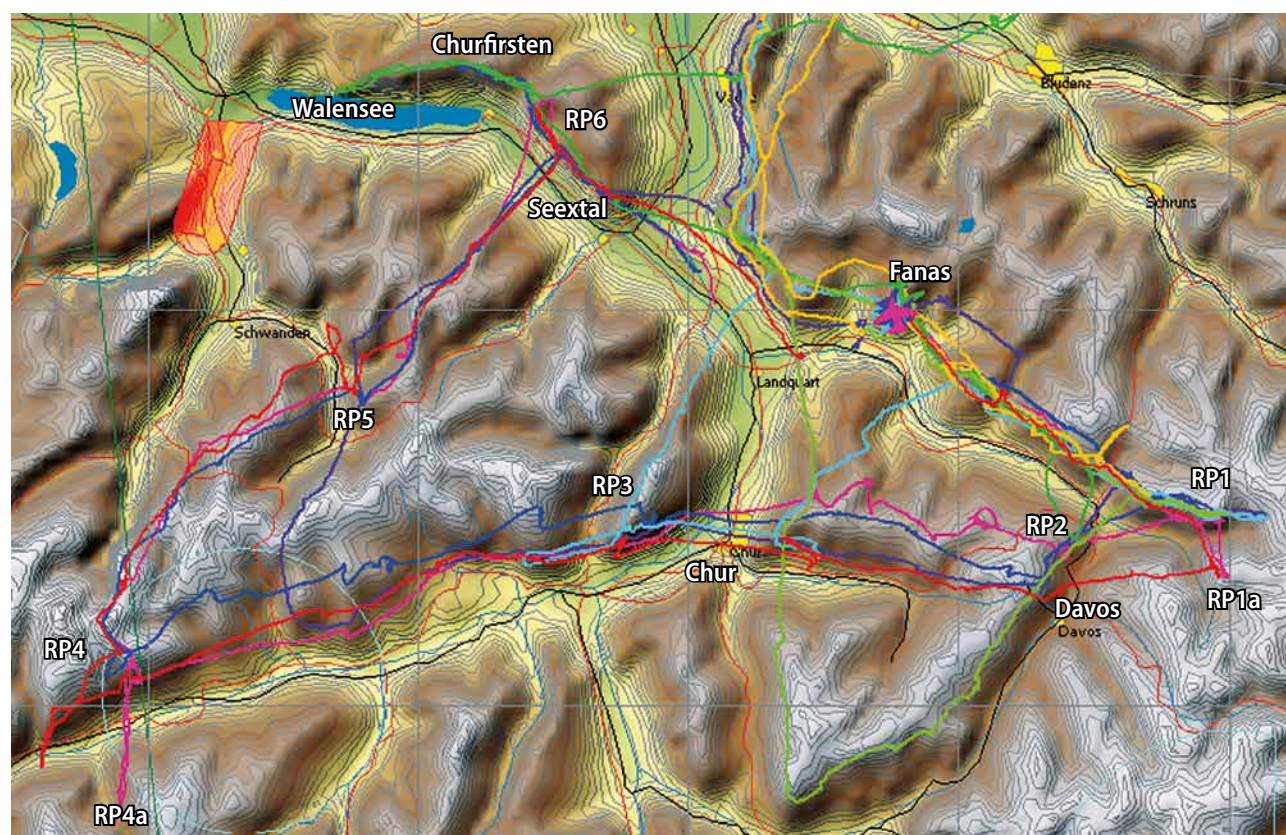 Churfirsten
Bludenz
Walensee
RP6
Schruns
Seextal
Fanas
Schwanden
Landquart
RP5
RP3
RP1
RP2
Chur
Chur
RP1a
Davos
Davos
RP4
RP4a